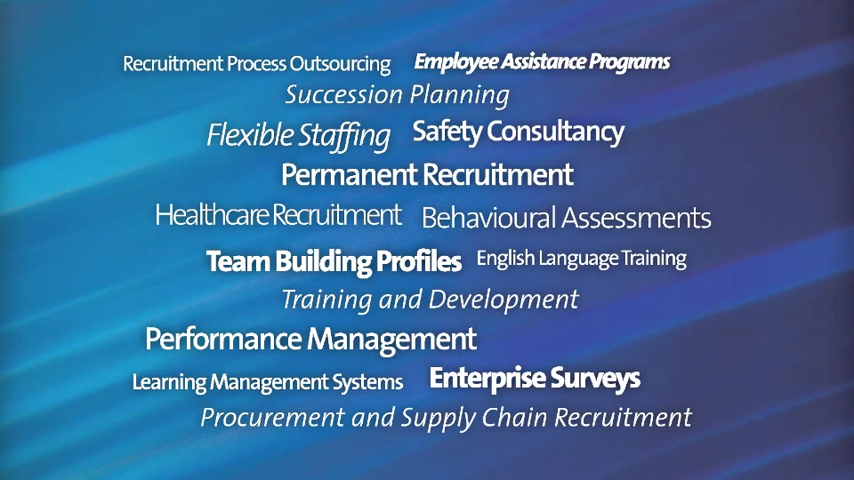 Recruitment Process Outsourcing Employee Assistance Programs
Succession Planning
Flexible Staffing Safety Consultancy
Permanent Recruitment
Healthcare Recruitment Behavioural Assessments
Team Building Profiles English Language Training
Training and Development
Performance Management
Learning Management Systems Enterprise Surveys
Procurement and Supply Chain Recruitment